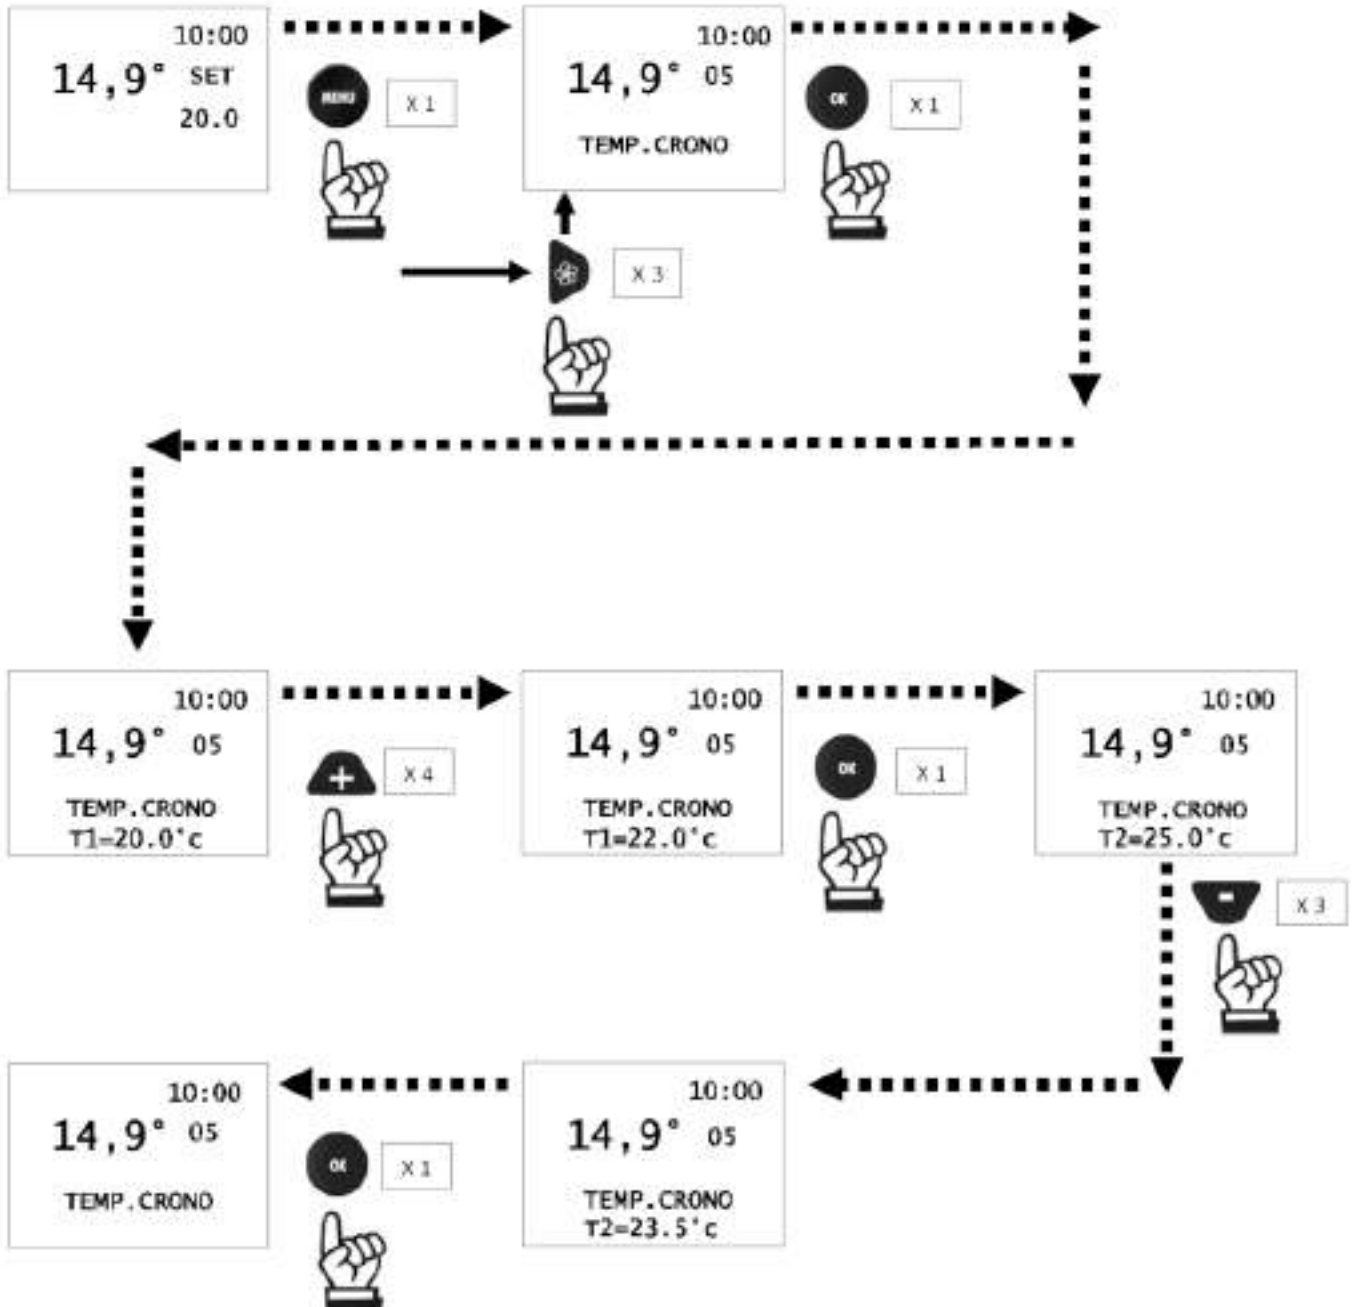 10:00
14,9° SET
20.0
MENU
X 1
10:00
14,9° 05
TEMP.CRONO
OK
X 1
X 3
10:00
14,9° 05
TEMP.CRONO
T1=20.0°c
+
X 4
10:00
14,9° 05
TEMP.CRONO
T1=22.0°c
OK
X 1
10:00
14,9° 05
TEMP.CRONO
T2=25.0°c
-
X 3
10:00
14,9° 05
TEMP.CRONO
OK
X 1
10:00
14,9° 05
TEMP.CRONO
T2=23.5°c